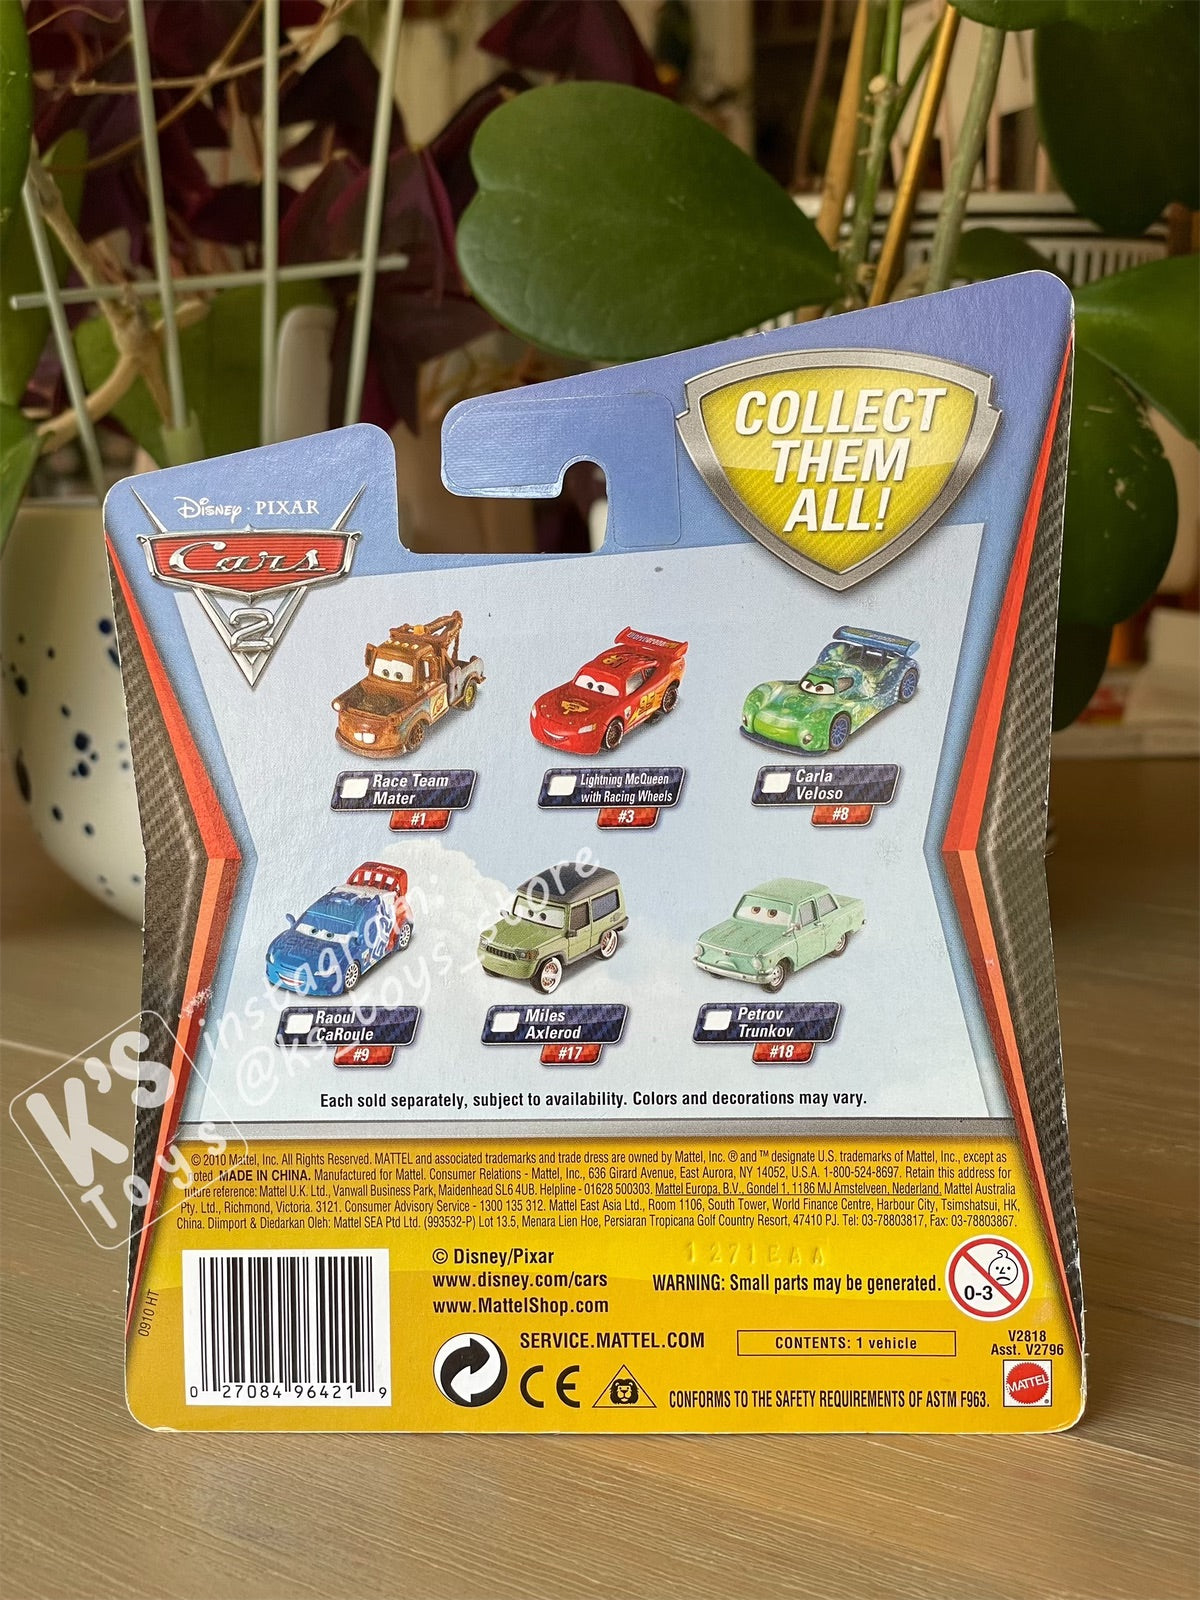 COLLECT
THEM
ALL!
Disney · PIXAR
Cars
2
Race Team
Mater
#1
Lightning McQueen
with Racing Wheels
#3
Carla
Veloso
#8
Raoul
CaRoule
#9
Miles
Axlerod
#17
Petrov
Trunkov
#18
instagram:
@ks_boys_store
K'S
Toys
Each sold separately, subject to availability. Colors and decorations may vary.
© 2010 Mattel, Inc. All Rights Reserved. MATTEL and associated trademarks and trade dress are owned by Mattel, Inc. ® and ™ designate U.S. trademarks of Mattel, Inc., except as
noted. MADE IN CHINA. Manufactured for Mattel. Consumer Relations - Mattel, Inc., 636 Girard Avenue, East Aurora, NY 14052, U.S.A. 1-800-524-8697. Retain this address for
future reference: Mattel U.K. Ltd., Vanwall Business Park, Maidenhead SL6 4UB. Helpline - 01628 500303. Mattel Europa. B.V., Gondel 1, 1186 MJ Amstelveen, Nederland. Mattel Australia
Pty. Ltd., Richmond, Victoria. 3121. Consumer Advisory Service - 1300 135 312. Mattel East Asia Ltd., Room 1106, South Tower, World Finance Centre, Harbour City, Tsimshatsui, HK,
China. Diimport & Diedarkan Oleh: Mattel SEA Ptd Ltd. (993532-P) Lot 13.5, Menara Lien Hoe, Persiaran Tropicana Golf Country Resort, 47410 PJ. Tel: 03-78803817, Fax: 03-78803867.
1271EAA
© Disney/Pixar
www.disney.com/cars
www.MattelShop.com
WARNING: Small parts may be generated.
0-3
0910 HT
SERVICE.MATTEL.COM
CONTENTS: 1 vehicle
V2818
Asst. V2796
0 27084 96421 9
CE
CONFORMS TO THE SAFETY REQUIREMENTS OF ASTM F963.
MATTEL